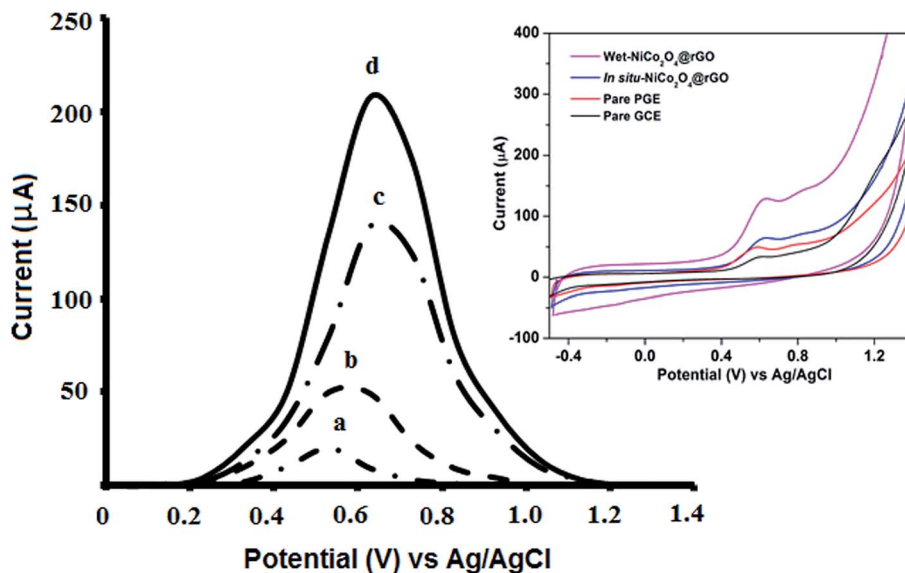 250
200
150
100
50
Current (µA)
d
c
b
a
0 0.2 0.4 0.6 0.8 1.0 1.2 1.4
Potential (V) vs Ag/AgCl
400
300
200
100
0
-100
Current (µA)
Wet-NiCo₂O₄@rGO
In situ-NiCo₂O₄@rGO
Pare PGE
Pare GCE
-0.4 0.0 0.4 0.8 1.2
Potential (V) vs Ag/AgCl